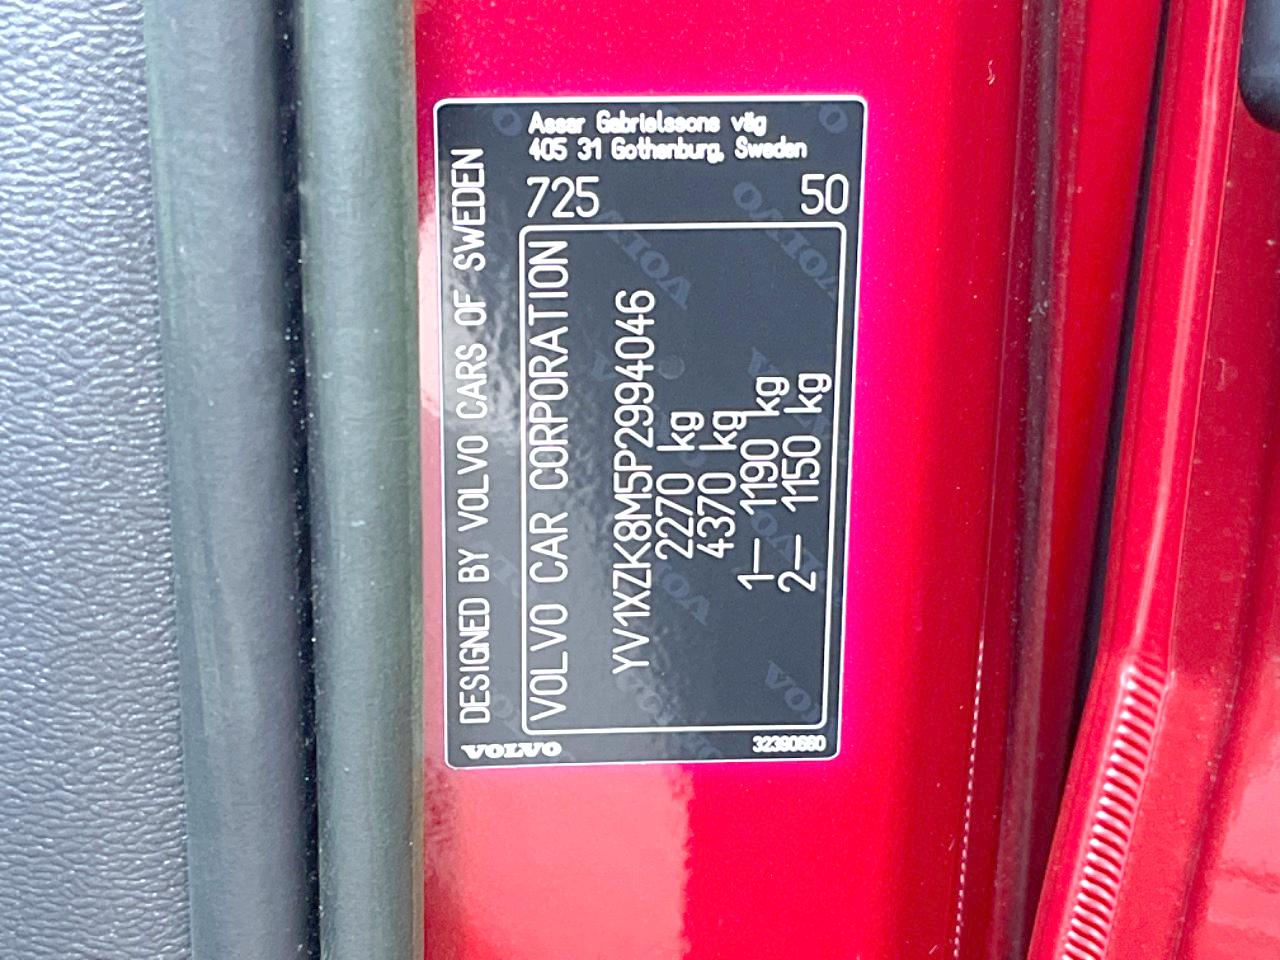 Assar Gabrielssons väg
405 31 Gothenburg, Sweden
725 50
DESIGNED BY VOLVO CARS OF SWEDEN
VOLVO CAR CORPORATION
YV1XZK8M5P2994046
2270 kg
4370 kg
1– 1190 kg
2– 1150 kg
VOLVO
32390660